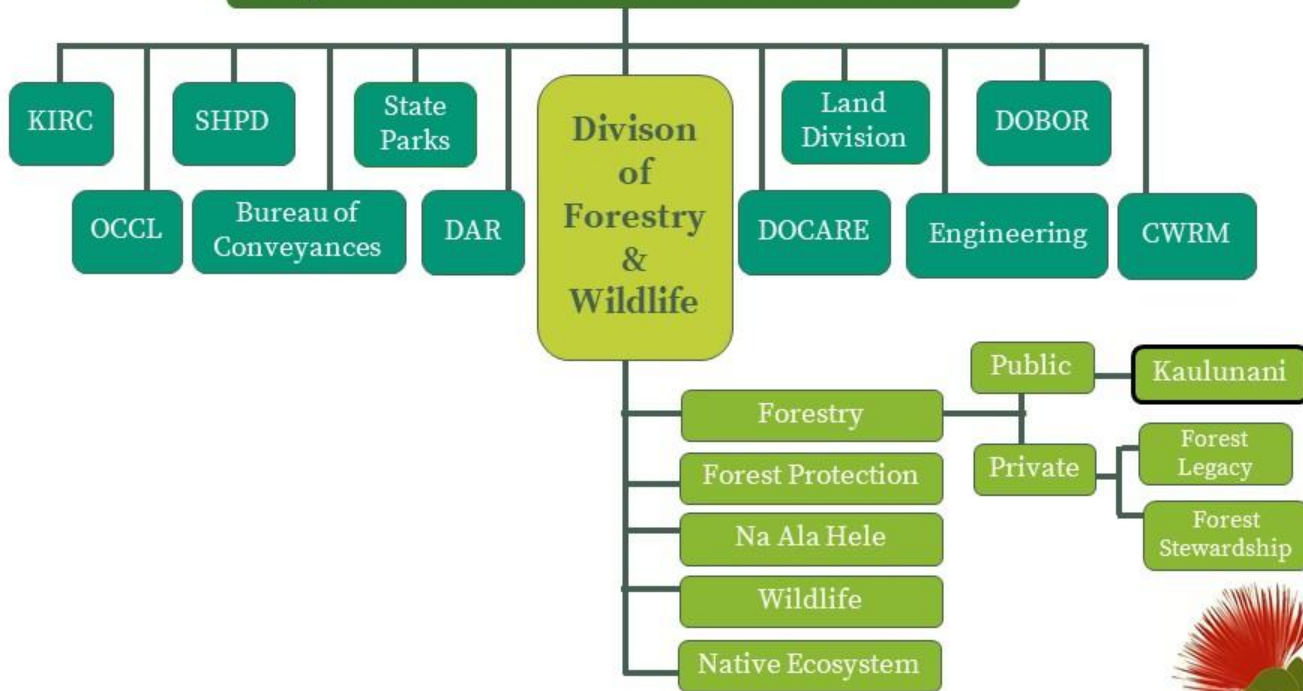 KIRC
SHPD
State
Parks
Land
Division
DOBOR
OCCL
Bureau of
Conveyances
DAR
Divison
of
Forestry
&
Wildlife
DOCARE
Engineering
CWRM
Forestry
Forest Protection
Na Ala Hele
Wildlife
Native Ecosystem
Public
Kaulunani
Private
Forest
Legacy
Forest
Stewardship